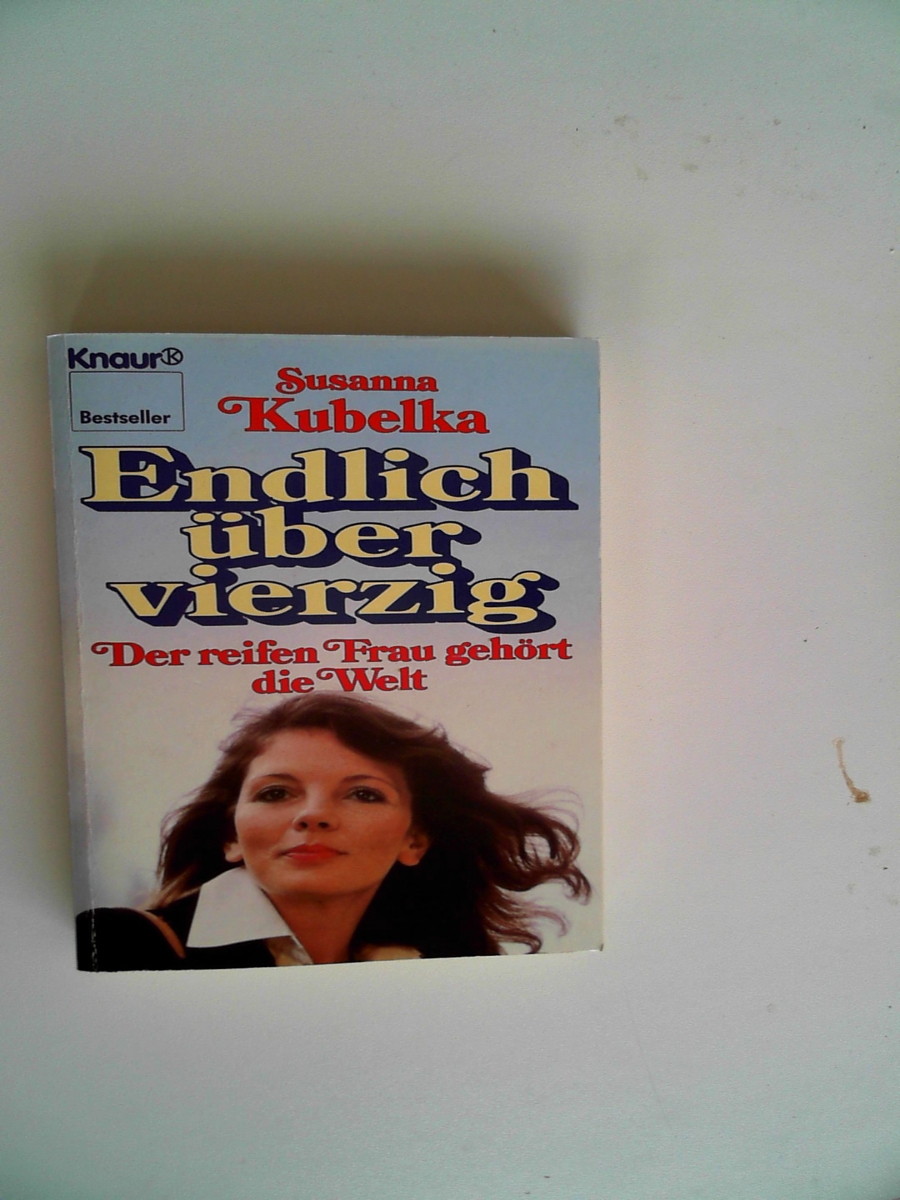 Knaur K
Bestseller
Susanna
Kubelka
Endlich
über
vierzig
Der reifen Frau gehört
die Welt